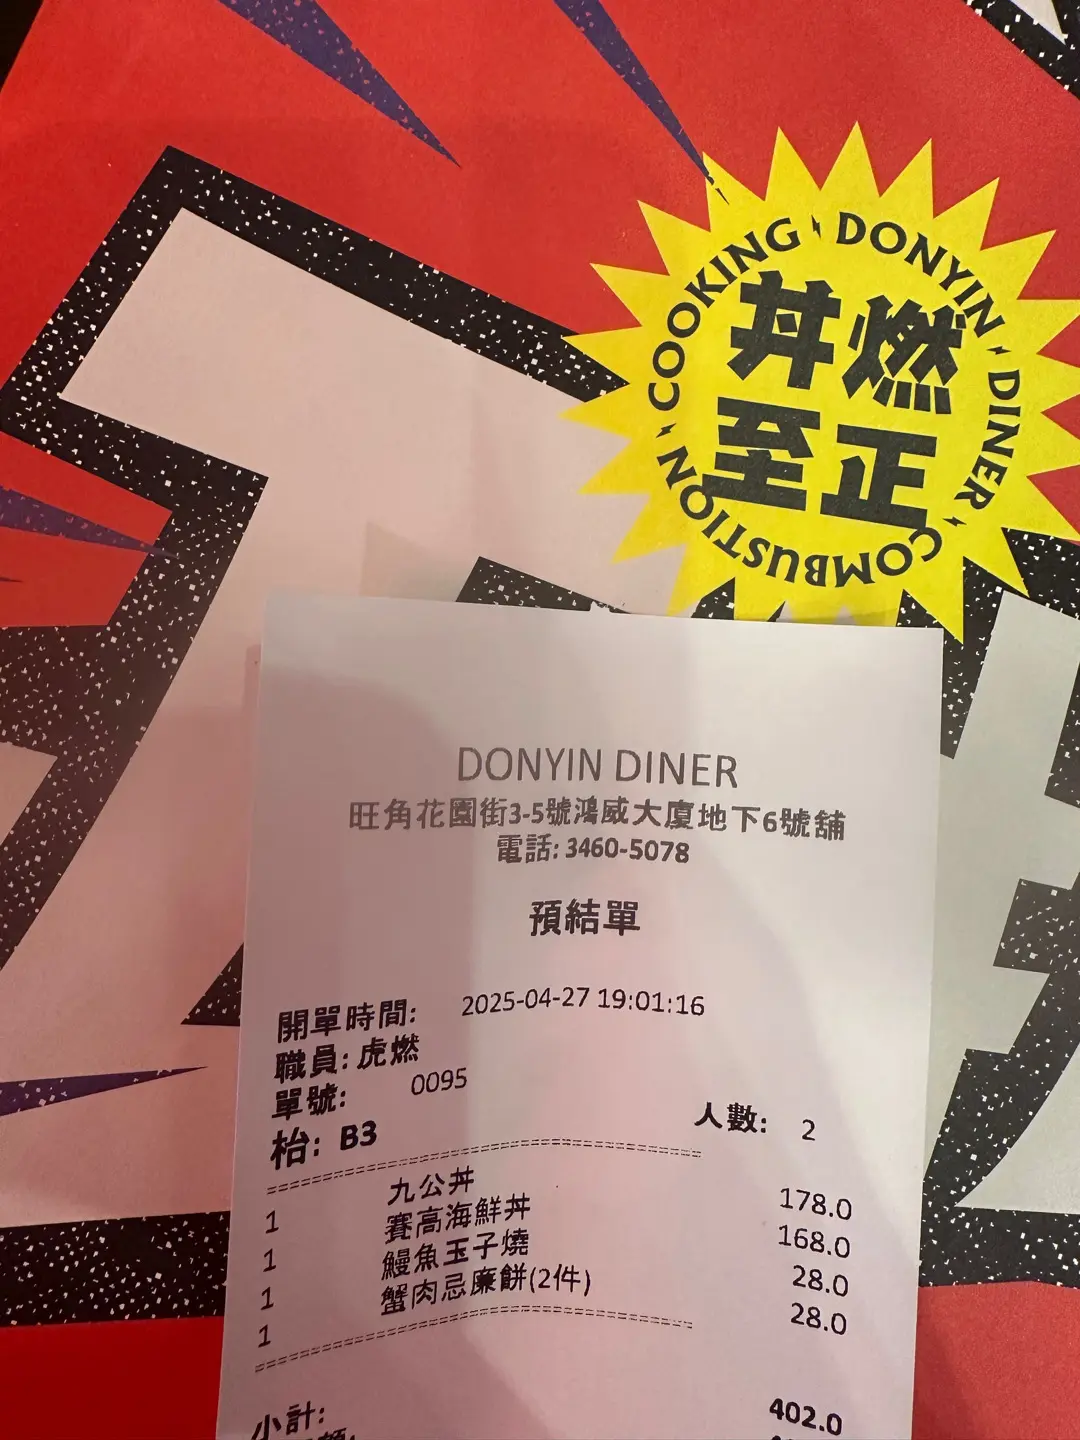 COOKING DONYIN DINER COMBUSTION
丼燃
至正
DONYIN DINER
旺角花園街3-5號鴻威大廈地下6號舖
電話: 3460-5078
預結單
開單時間: 2025-04-27 19:01:16
職員: 虎燃
單號: 0095
枱: B3 人數: 2
1 九公丼 178.0
1 賽高海鮮丼 168.0
1 鰻魚玉子燒 28.0
1 蟹肉忌廉餅(2件) 28.0
小計: 402.0